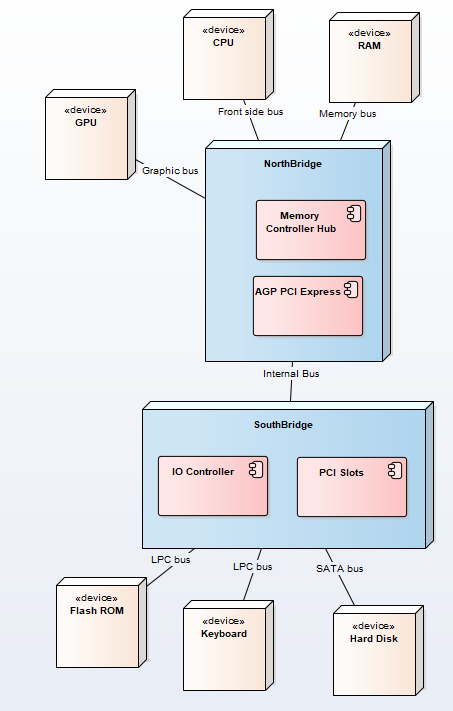 «device»
CPU
«device»
RAM
«device»
GPU
Front side bus
Memory bus
Graphic bus
NorthBridge
Memory
Controller Hub
AGP PCI Express
Internal Bus
SouthBridge
IO Controller
PCI Slots
LPC bus
LPC bus
SATA bus
«device»
Flash ROM
«device»
Keyboard
«device»
Hard Disk